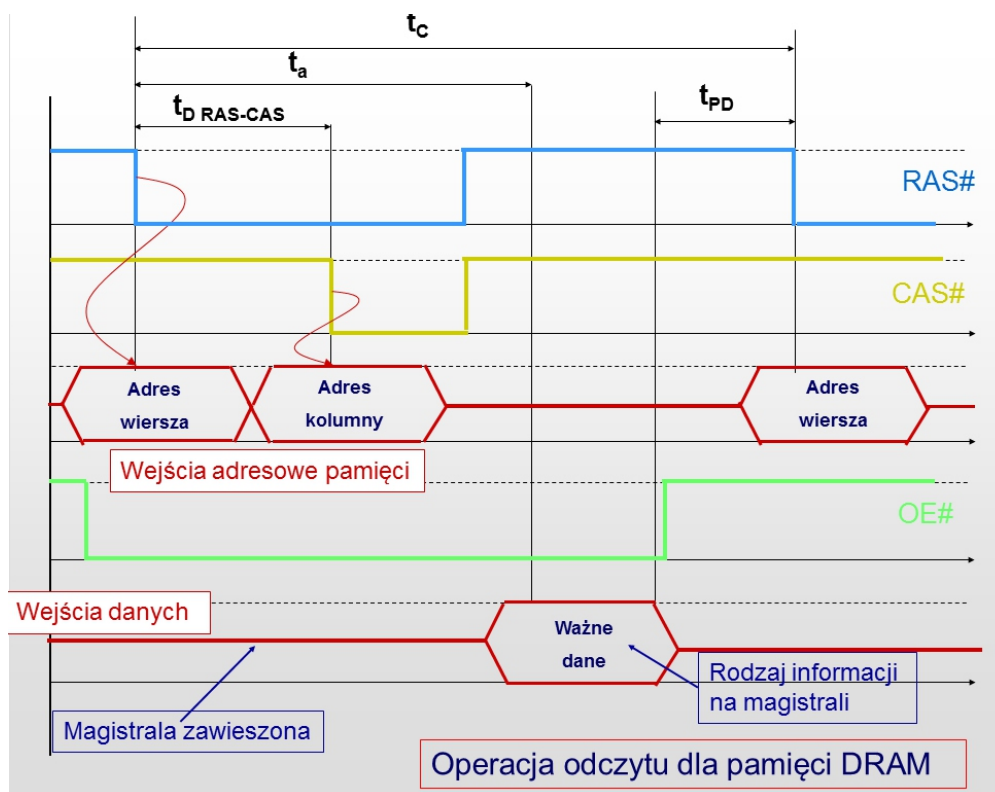 tC
ta
tD RAS-CAS
tPD
RAS#
CAS#
Adres
wiersza
Adres
kolumny
Adres
wiersza
Wejścia adresowe pamięci
OE#
Wejścia danych
Ważne
dane
Rodzaj informacji
na magistrali
Magistrala zawieszona
Operacja odczytu dla pamięci DRAM